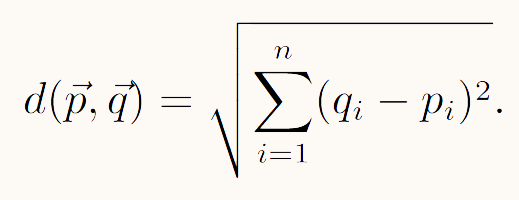 d(\vec{p}, \vec{q}) = \sqrt{\sum_{i=1}^{n} (q_i - p_i)^2}.